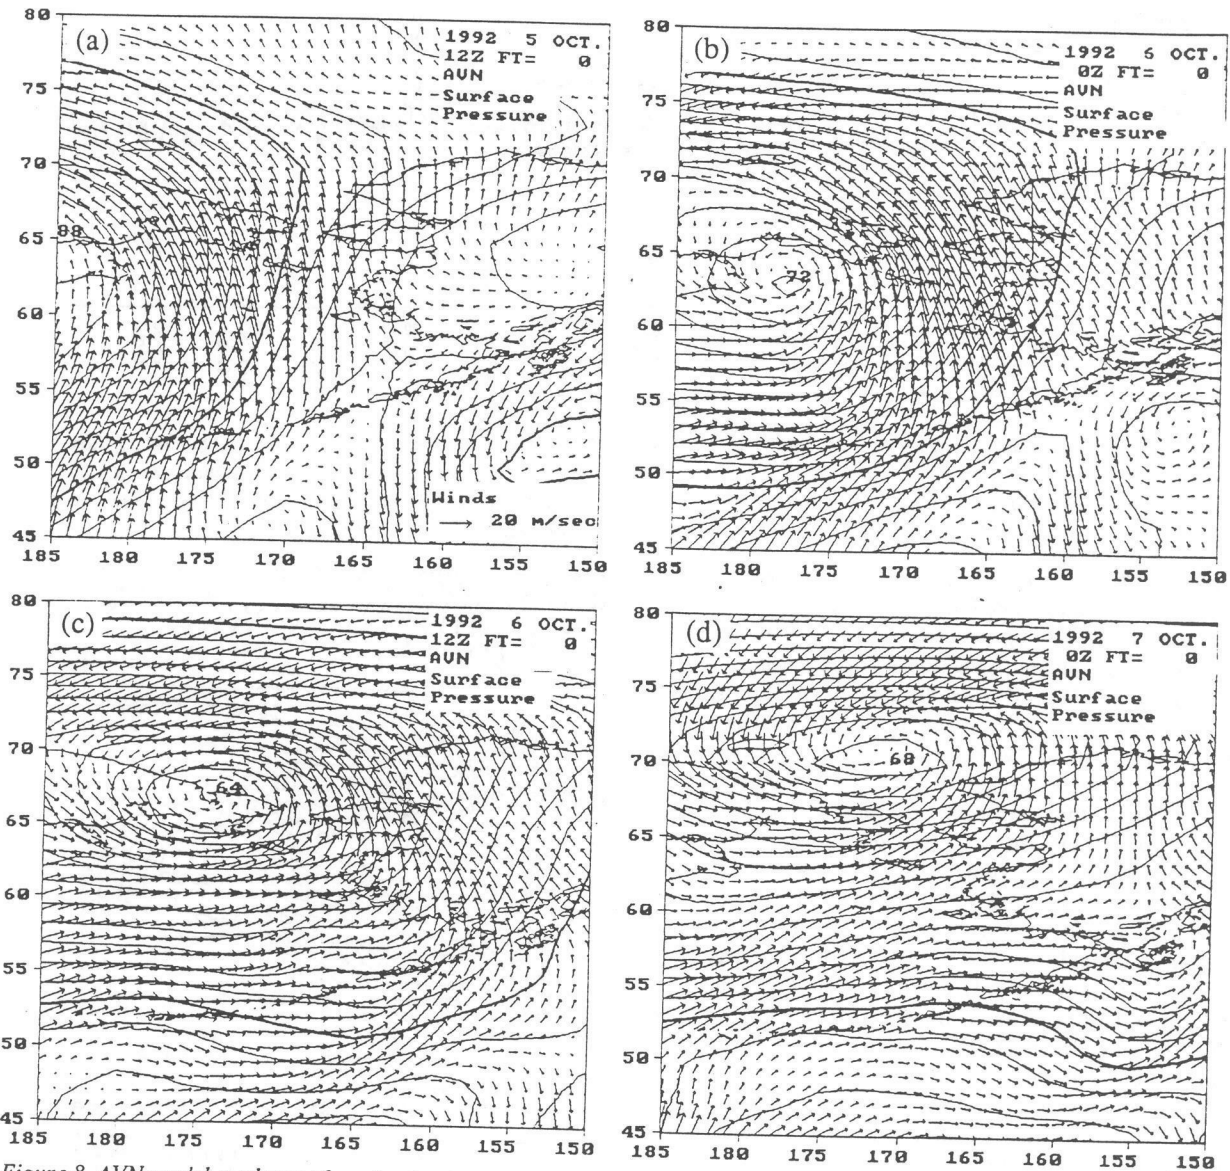 (a)
1992 5 OCT.
12Z FT= 0
AVN
Surface
Pressure
80
75
70
65
60
55
50
45
88
Winds
20 m/sec
185 180 175 170 165 160 155 150
(b)
1992 6 OCT.
0Z FT= 0
AVN
Surface
Pressure
80
75
70
65
60
55
50
45
72
185 180 175 170 165 160 155 150
(c)
1992 6 OCT.
12Z FT= 0
AVN
Surface
Pressure
80
75
70
65
60
55
50
45
64
185 180 175 170 165 160 155 150
(d)
1992 7 OCT.
0Z FT= 0
AVN
Surface
Pressure
80
75
70
65
60
55
50
45
68
185 180 175 170 165 160 155 150
Figure 8. AVN